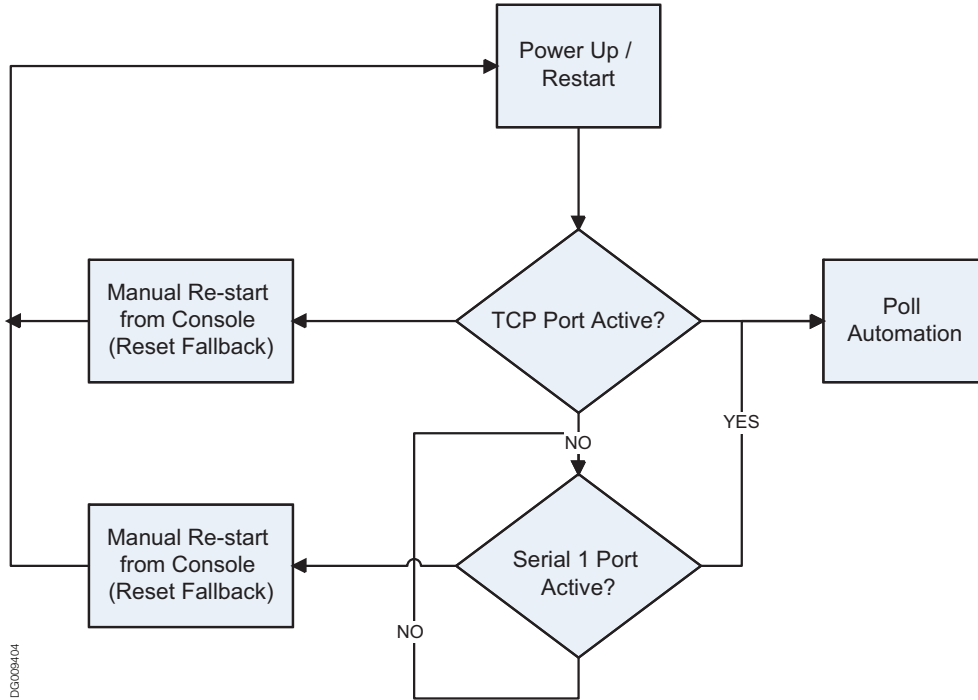 Power Up /
Restart
Manual Re-start
from Console
(Reset Fallback)
TCP Port Active?
Poll
Automation
YES
NO
Manual Re-start
from Console
(Reset Fallback)
Serial 1 Port
Active?
NO
DG009404